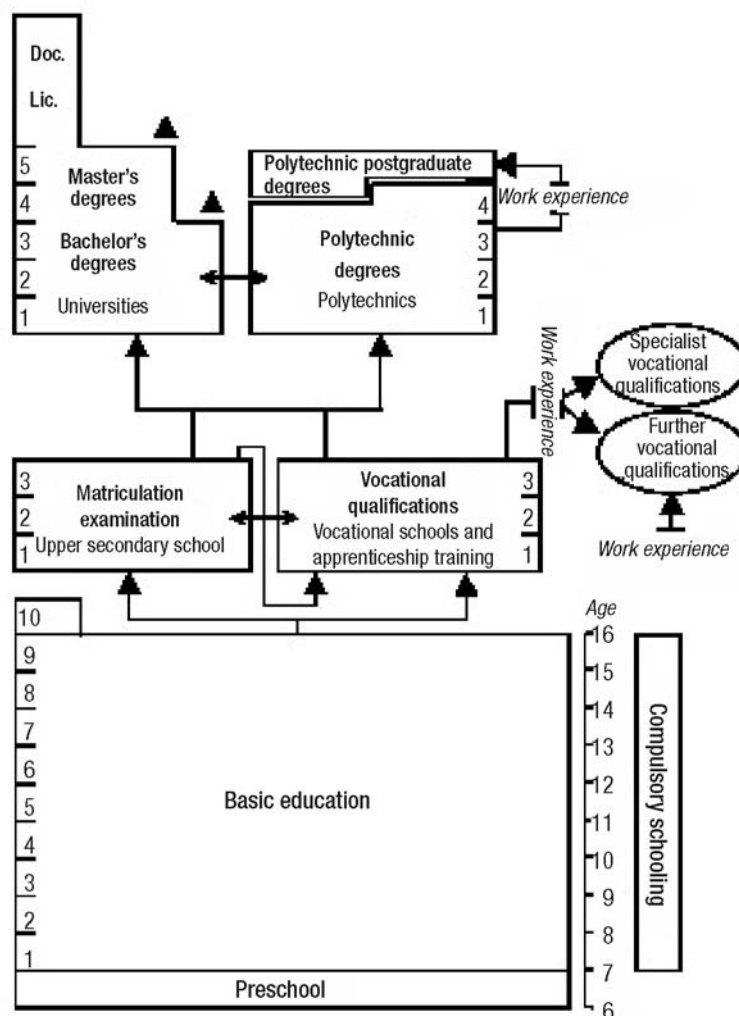 Doc.
Lic.
5
4
3
2
1
Master's
degrees
Bachelor's
degrees
Universities
Polytechnic postgraduate
degrees
Work experience
Polytechnic
degrees
Polytechnics
4
3
2
1
Work experience
Specialist
vocational
qualifications
Further
vocational
qualifications
Work experience
3
2
1
Matriculation
examination
Upper secondary school
Vocational
qualifications
Vocational schools and
apprenticeship training
3
2
1
10
9
8
7
6
5
4
3
2
1
Basic education
Preschool
Age
16
15
14
13
12
11
10
9
8
7
6
Compulsory schooling